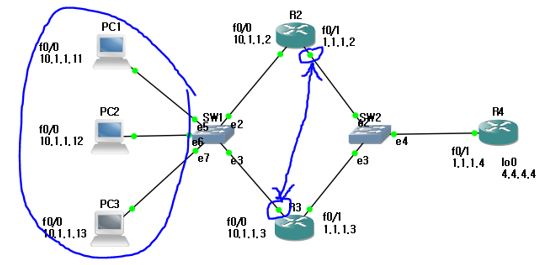 PC1
f0/0
10.1.1.11
PC2
f0/0
10.1.1.12
PC3
f0/0
10.1.1.13
SW1
e5
e6
e7
e2
e3
R2
f0/0
10.1.1.2
f0/1
1.1.1.2
R3
f0/0
10.1.1.3
f0/1
1.1.1.3
SW2
e2
e3
e4
R4
f0/1
1.1.1.4
lo0
4.4.4.4